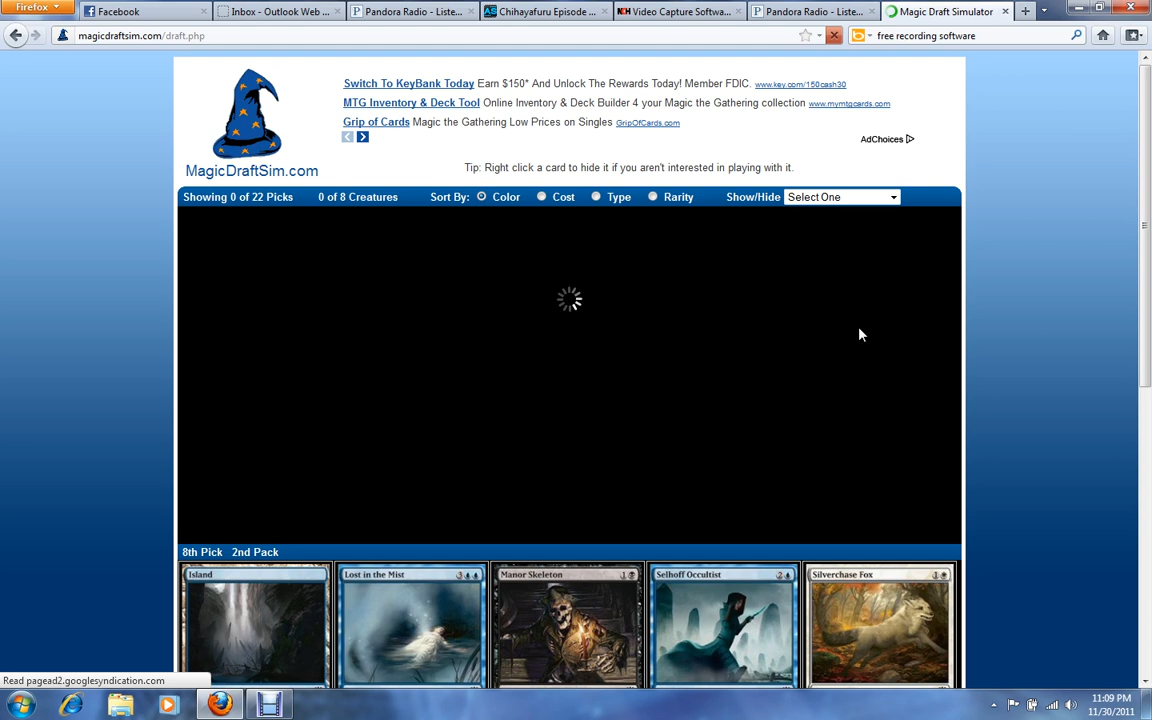 Firefox
Facebook
Inbox - Outlook Web ...
Pandora Radio - Liste...
Chihayafuru Episode ...
NCH Video Capture Softwa...
Pandora Radio - Liste...
Magic Draft Simulator
magicdraftsim.com/draft.php
free recording software
Switch To KeyBank Today Earn $150* And Unlock The Rewards Today! Member FDIC. www.key.com/150cash30
MTG Inventory & Deck Tool Online Inventory & Deck Builder 4 your Magic the Gathering collection www.mymtgcards.com
Grip of Cards Magic the Gathering Low Prices on Singles GripOfCards.com
AdChoices
MagicDraftSim.com
Tip: Right click a card to hide it if you aren't interested in playing with it.
Showing 0 of 22 Picks 0 of 8 Creatures Sort By: Color Cost Type Rarity Show/Hide Select One
8th Pick 2nd Pack
Island
Lost in the Mist 3
Manor Skeleton 1
Selhoff Occultist 2
Silverchase Fox 1
Read pagead2.googlesyndication.com
11:09 PM
11/30/2011